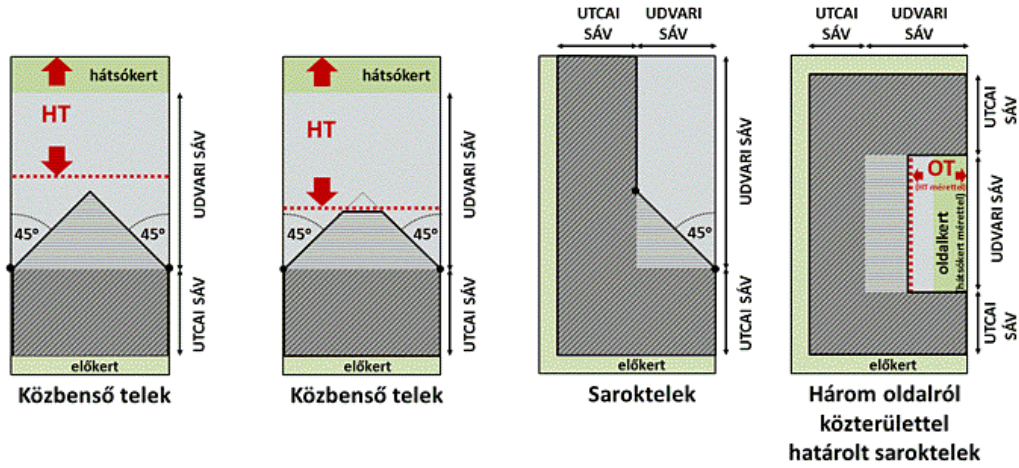 hátsókert
HT
45°
45°
UDVARI SÁV
UTCAI SÁV
előkert
Közbenső telek
hátsókert
HT
45°
45°
UDVARI SÁV
UTCAI SÁV
előkert
Közbenső telek
UTCAI
SÁV
UDVARI
SÁV
45°
UDVARI SÁV
UTCAI SÁV
előkert
Saroktelek
UTCAI
SÁV
UDVARI
SÁV
UTCAI
SÁV
OT
(HT mérettel)
oldalkert
(hátsókert mérettel)
UDVARI SÁV
UTCAI
SÁV
előkert
Három oldalról
közterülettel
határolt saroktelek